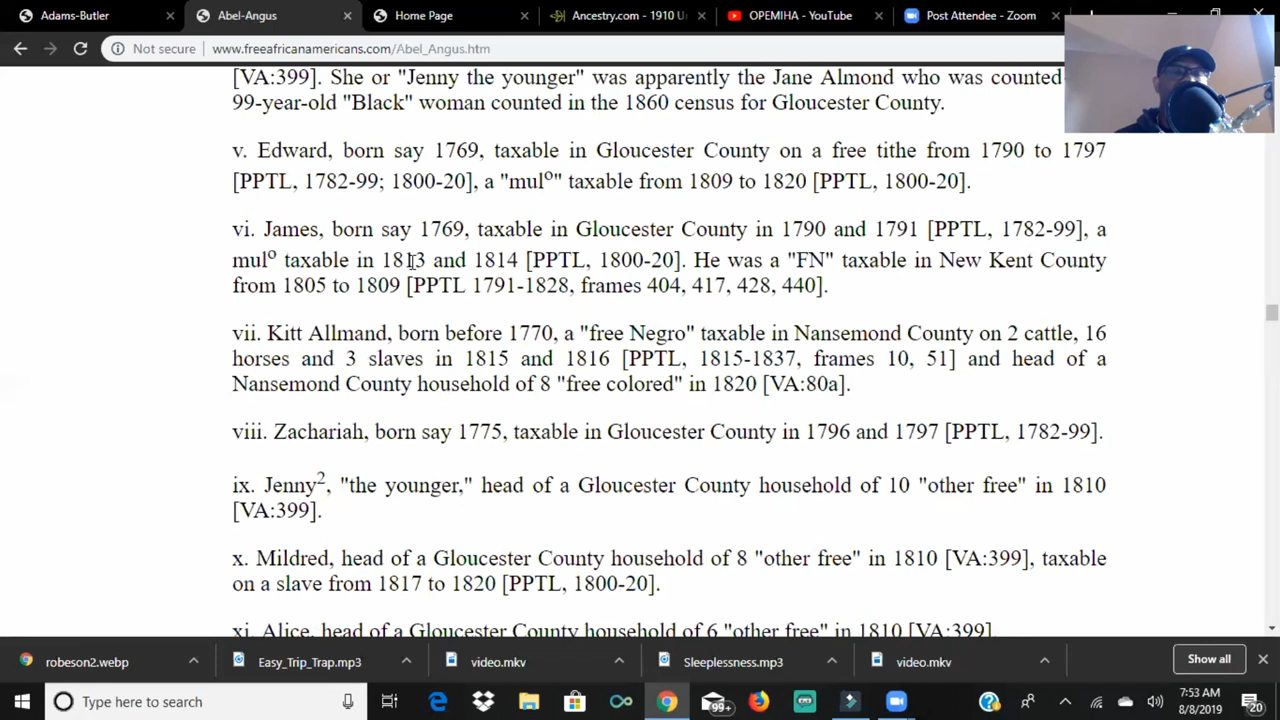 Adams-Butler
Abel-Angus
Home Page
Ancestry.com - 1910 U
OPEMIHA - YouTube
Post Attendee - Zoom
Not secure
www.freeafricanamericans.com/Abel_Angus.htm
[VA:399]. She or "Jenny the younger" was apparently the Jane Almond who was counted
99-year-old "Black" woman counted in the 1860 census for Gloucester County.
v. Edward, born say 1769, taxable in Gloucester County on a free tithe from 1790 to 1797
[PPTL, 1782-99; 1800-20], a "mulo" taxable from 1809 to 1820 [PPTL, 1800-20].
vi. James, born say 1769, taxable in Gloucester County in 1790 and 1791 [PPTL, 1782-99], a
mulo taxable in 1813 and 1814 [PPTL, 1800-20]. He was a "FN" taxable in New Kent County
from 1805 to 1809 [PPTL 1791-1828, frames 404, 417, 428, 440].
vii. Kitt Allmand, born before 1770, a "free Negro" taxable in Nansemond County on 2 cattle, 16
horses and 3 slaves in 1815 and 1816 [PPTL, 1815-1837, frames 10, 51] and head of a
Nansemond County household of 8 "free colored" in 1820 [VA:80a].
viii. Zachariah, born say 1775, taxable in Gloucester County in 1796 and 1797 [PPTL, 1782-99].
ix. Jenny2, "the younger," head of a Gloucester County household of 10 "other free" in 1810
[VA:399].
x. Mildred, head of a Gloucester County household of 8 "other free" in 1810 [VA:399], taxable
on a slave from 1817 to 1820 [PPTL, 1800-20].
xi. Alice, head of a Gloucester County household of 6 "other free" in 1810 [VA:399].
robeson2.webp
Easy_Trip_Trap.mp3
video.mkv
Sleeplessness.mp3
video.mkv
Show all
Type here to search
99+
7:53 AM
8/8/2019
20